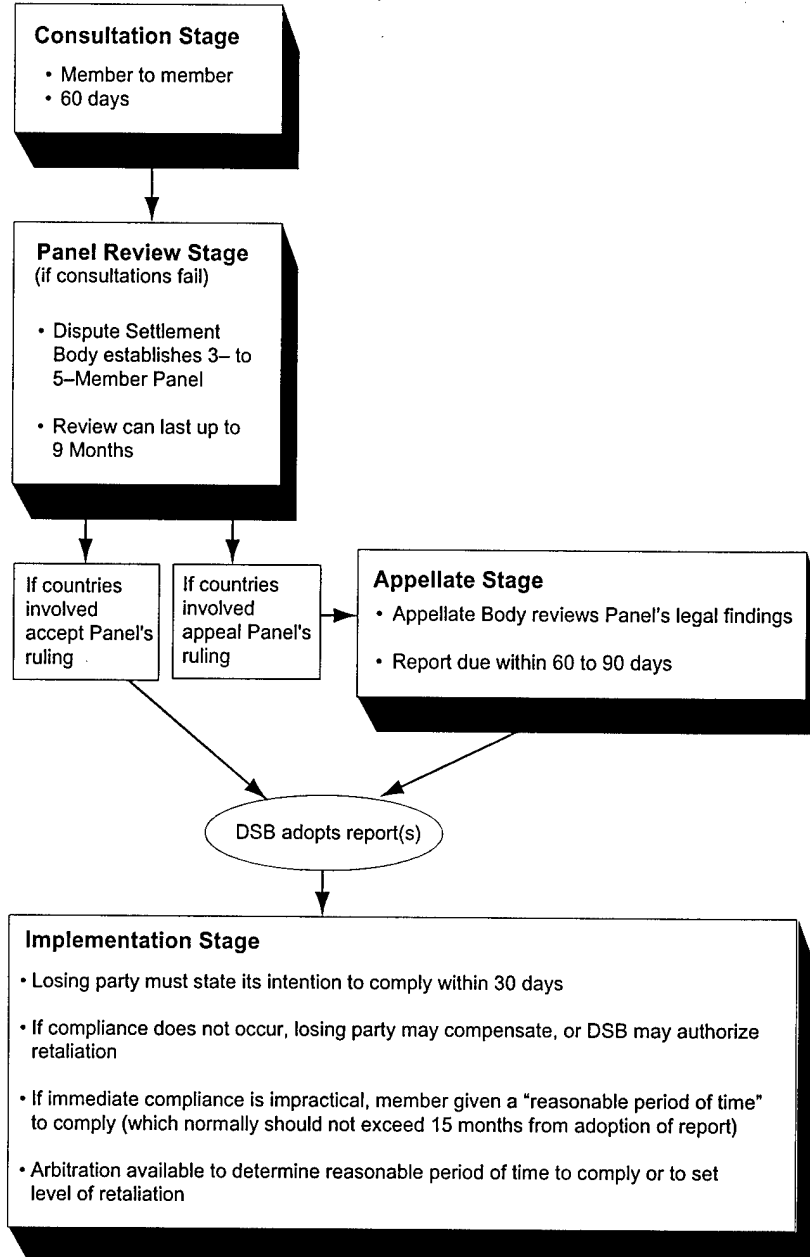 Consultation Stage
• Member to member
• 60 days
Panel Review Stage
(if consultations fail)
• Dispute Settlement
Body establishes 3– to
5–Member Panel
• Review can last up to
9 Months
If countries
involved
accept Panel's
ruling
If countries
involved
appeal Panel's
ruling
Appellate Stage
• Appellate Body reviews Panel's legal findings
• Report due within 60 to 90 days
DSB adopts report(s)
Implementation Stage
• Losing party must state its intention to comply within 30 days
• If compliance does not occur, losing party may compensate, or DSB may authorize
retaliation
• If immediate compliance is impractical, member given a “reasonable period of time”
to comply (which normally should not exceed 15 months from adoption of report)
• Arbitration available to determine reasonable period of time to comply or to set
level of retaliation